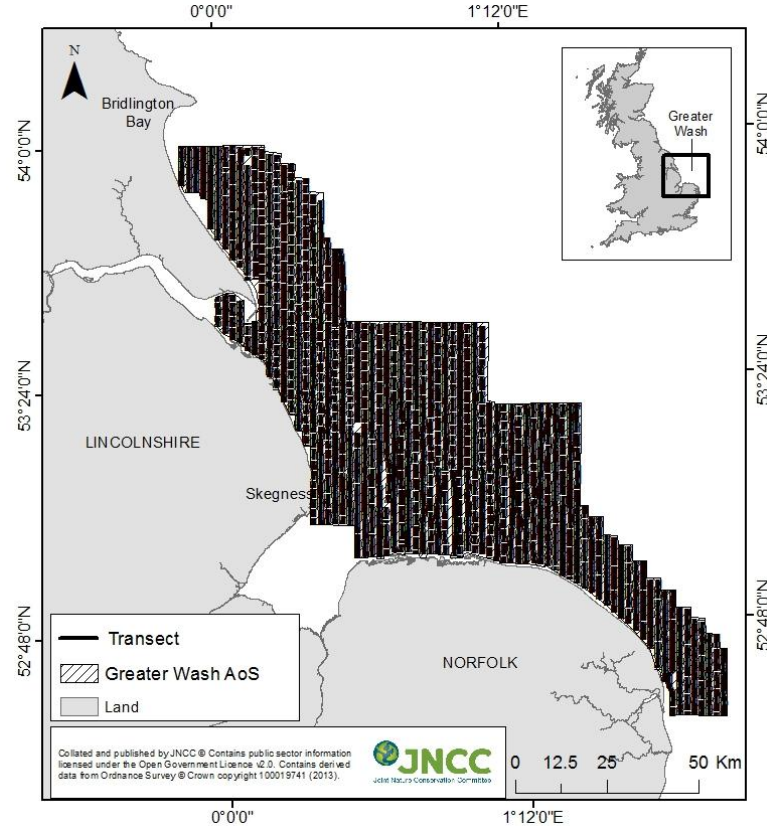 0°0'0"
1°12'0"E
N
Bridlington
Bay
Greater
Wash
54°0'0"N
54°0'0"N
53°24'0"N
53°24'0"N
LINCOLNSHIRE
Skegness
52°48'0"N
52°48'0"N
NORFOLK
Transect
Greater Wash AoS
Land
Collated and published by JNCC © Contains public sector information
licensed under the Open Government Licence v2.0. Contains derived
data from Ordnance Survey © Crown copyright 100019741 (2013).
JNCC
Joint Nature Conservation Committee
0 12.5 25 50 Km
0°0'0"
1°12'0"E